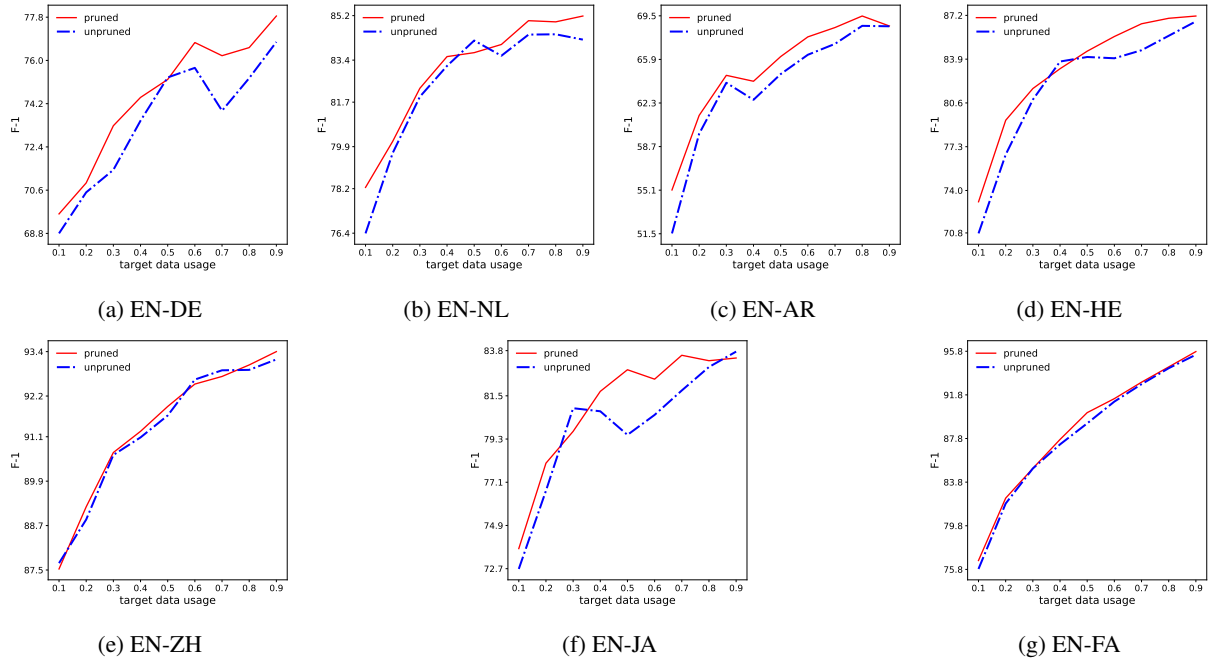 77.8
76.0
74.2
72.4
70.6
68.8
F-1
pruned
unpruned
0.1 0.2 0.3 0.4 0.5 0.6 0.7 0.8 0.9
target data usage
(a) EN-DE
85.2
83.4
81.7
79.9
78.2
76.4
F-1
pruned
unpruned
0.1 0.2 0.3 0.4 0.5 0.6 0.7 0.8 0.9
target data usage
(b) EN-NL
69.5
65.9
62.3
58.7
55.1
51.5
F-1
pruned
unpruned
0.1 0.2 0.3 0.4 0.5 0.6 0.7 0.8 0.9
target data usage
(c) EN-AR
87.2
83.9
80.6
77.3
74.0
70.8
F-1
pruned
unpruned
0.1 0.2 0.3 0.4 0.5 0.6 0.7 0.8 0.9
target data usage
(d) EN-HE
93.4
92.2
91.1
89.9
88.7
87.5
F-1
pruned
unpruned
0.1 0.2 0.3 0.4 0.5 0.6 0.7 0.8 0.9
target data usage
(e) EN-ZH
83.8
81.5
79.3
77.1
74.9
72.7
F-1
pruned
unpruned
0.1 0.2 0.3 0.4 0.5 0.6 0.7 0.8 0.9
target data usage
(f) EN-JA
95.8
91.8
87.8
83.8
79.8
75.8
F-1
pruned
unpruned
0.1 0.2 0.3 0.4 0.5 0.6 0.7 0.8 0.9
target data usage
(g) EN-FA